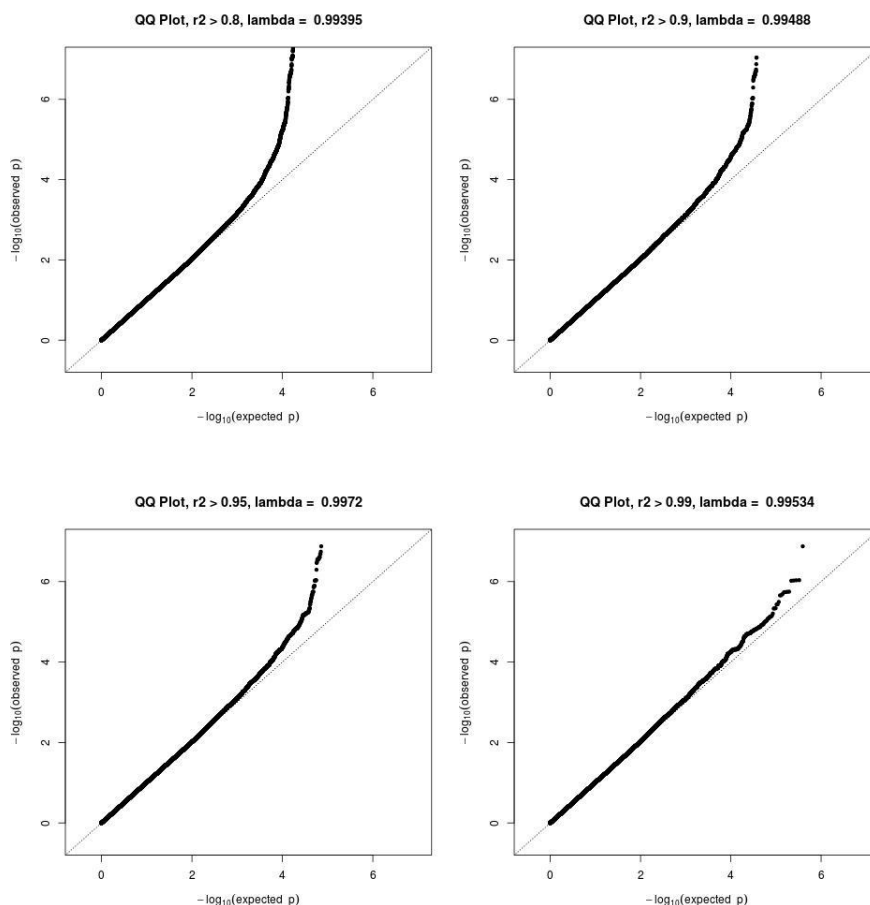 QQ Plot, r2 > 0.8, lambda = 0.99395
6
4
2
0
−log10(observed p)
0 2 4 6
−log10(expected p)
QQ Plot, r2 > 0.9, lambda = 0.99488
6
4
2
0
−log10(observed p)
0 2 4 6
−log10(expected p)
QQ Plot, r2 > 0.95, lambda = 0.9972
6
4
2
0
−log10(observed p)
0 2 4 6
−log10(expected p)
QQ Plot, r2 > 0.99, lambda = 0.99534
6
4
2
0
−log10(observed p)
0 2 4 6
−log10(expected p)